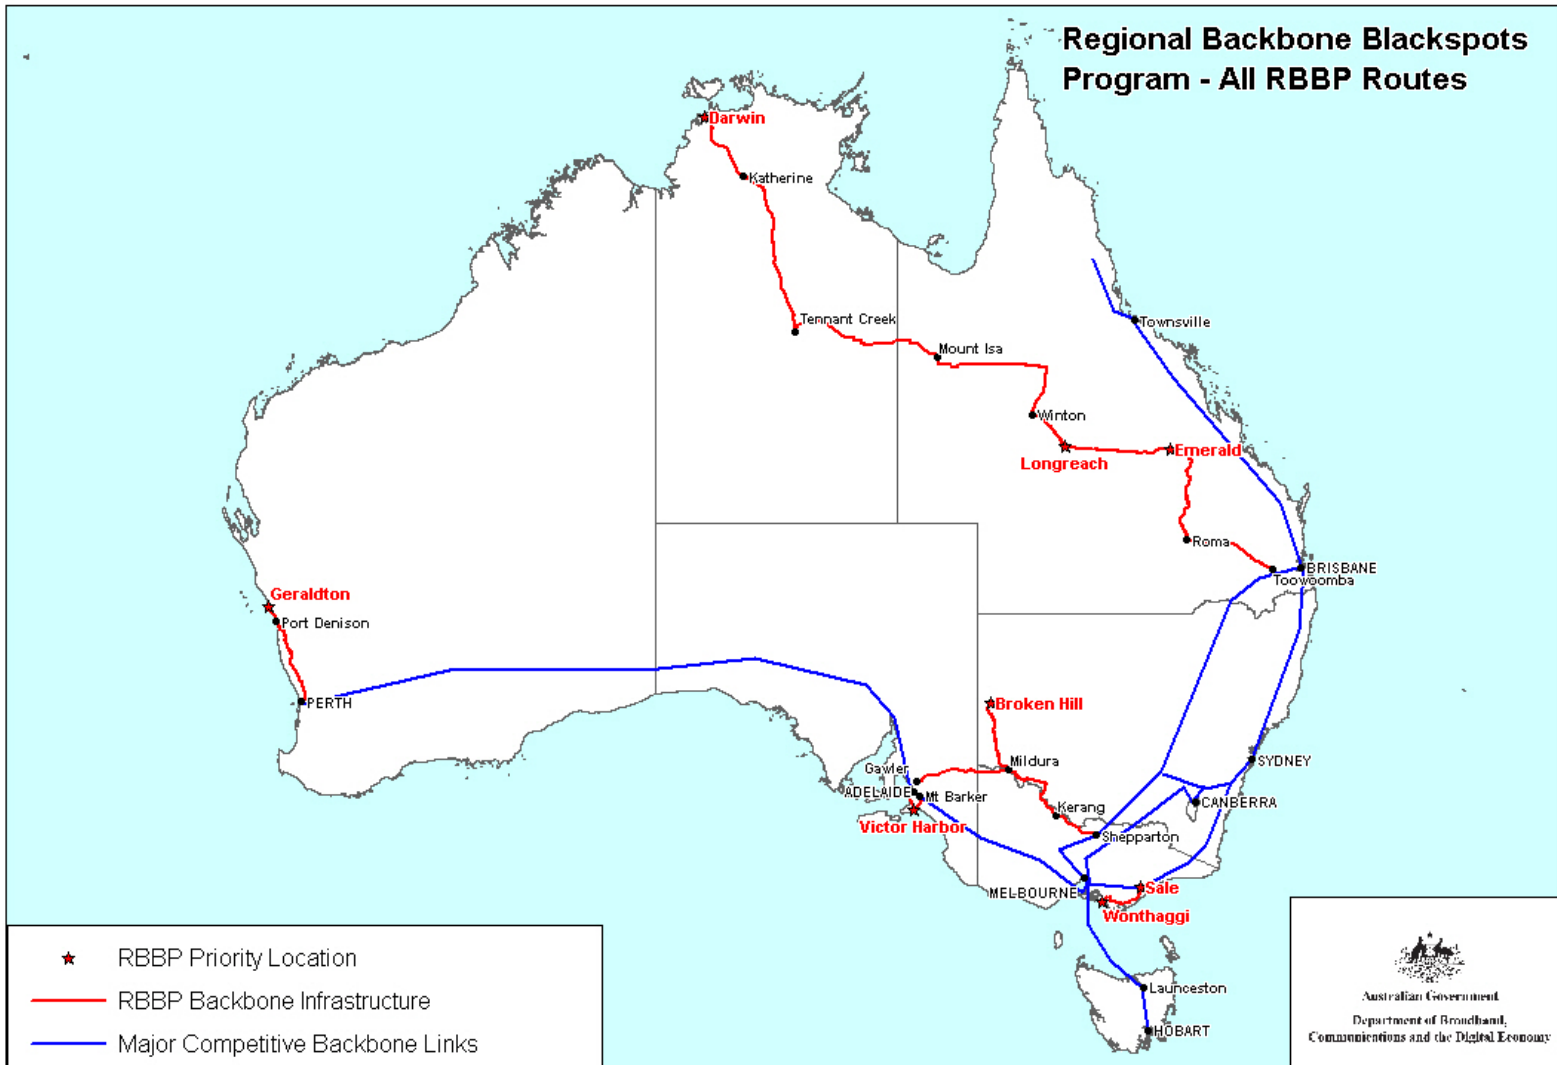 Regional Backbone Blackspots
Program - All RBBP Routes
Darwin
Katherine
Tennant Creek
Mount Isa
Townsville
Winton
Longreach
Emerald
Roma
BRISBANE
Toowoomba
Geraldton
Port Denison
PERTH
Broken Hill
Mildura
Gawler
ADELAIDE
Mt Barker
Victor Harbor
Kerang
Shepparton
SYDNEY
CANBERRA
MELBOURNE
Sale
Wonthaggi
Launceston
HOBART
RBBP Priority Location
RBBP Backbone Infrastructure
Major Competitive Backbone Links
Australian Government
Department of Broadband,
Communications and the Digital Economy